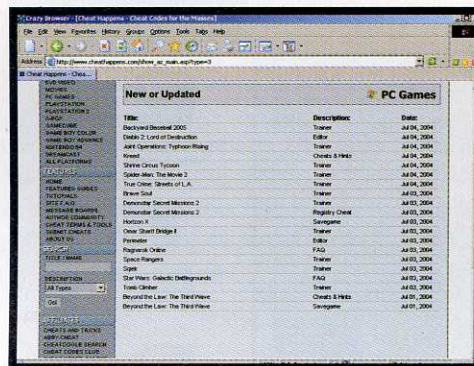 Crazy Browser - [Cheat Happens - Cheat Codes for the Masses]
File Edit View Favorites History Groups Options Tools Tabs Help
Address http://www.cheathappens.com/show_az_main.asp?type=3
Cheat Happens - Chea...
DVD VIDEO
MOVIES
PC GAMES
PLAYSTATION
PLAYSTATION 2
X-BOX
GAMECUBE
GAME BOY COLOR
GAME BOY ADVANCE
NINTENDO 64
DREAMCAST
ALL PLATFORMS
FEATURES
HOME
FEATURES GUIDES
TUTORIALS
SITE F.A.Q
MESSAGE BOARDS
AUTHOR COMMUNITY
CHEAT TERMS & TOOLS
SUBMIT CHEATS
ABOUT US
SEARCH
TITLE / NAME
DESCRIPTION
All Types
Go!
AFFILIATES
CHEATS AND TRICKS
ABBY CHEAT
CHEATOOGLE SEARCH
CHEAT CODES CLUB
New or Updated PC Games
Title: Description: Date:
Backyard Baseball 2005 Trainer Jul 04, 2004
Diablo 2: Lord of Destruction Editor Jul 04, 2004
Joint Operations: Typhoon Rising Trainer Jul 04, 2004
Kreed Cheats & Hints Jul 04, 2004
Shrine Circus Tycoon Trainer Jul 04, 2004
Spider-Man: The Movie 2 Trainer Jul 04, 2004
True Crime: Streets of L.A. Trainer Jul 04, 2004
Brave Soul Trainer Jul 03, 2004
Demonstar Secret Missions 2 Trainer Jul 03, 2004
Demonstar Secret Missions 2 Registry Cheat Jul 03, 2004
Horizon X Savegame Jul 03, 2004
Omar Sharif Bridge II Trainer Jul 03, 2004
Perimeter Editor Jul 03, 2004
Ragnarok Online FAQ Jul 03, 2004
Space Rangers Trainer Jul 03, 2004
Trainer Jul 03, 2004
Star Wars: Galactic Battlegrounds FAQ Jul 03, 2004
Tomb Climber Trainer Jul 03, 2004
Beyond the Law: The Third Wave Cheats & Hints Jul 01, 2004
Beyond the Law: The Third Wave Savegame Jul 01, 2004